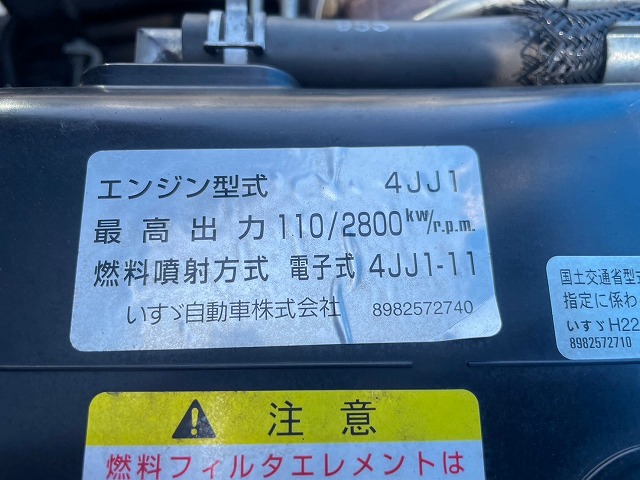 955
エンジン型式 4JJ1
最高出力 110/2800kw/r.p.m.
燃料噴射方式 電子式 4JJ1-11
いすゞ自動車株式会社 8982572740
国土交通省型式
指定に係わ
いすゞH22
8982572710
注意
燃料フィルタエレメントは